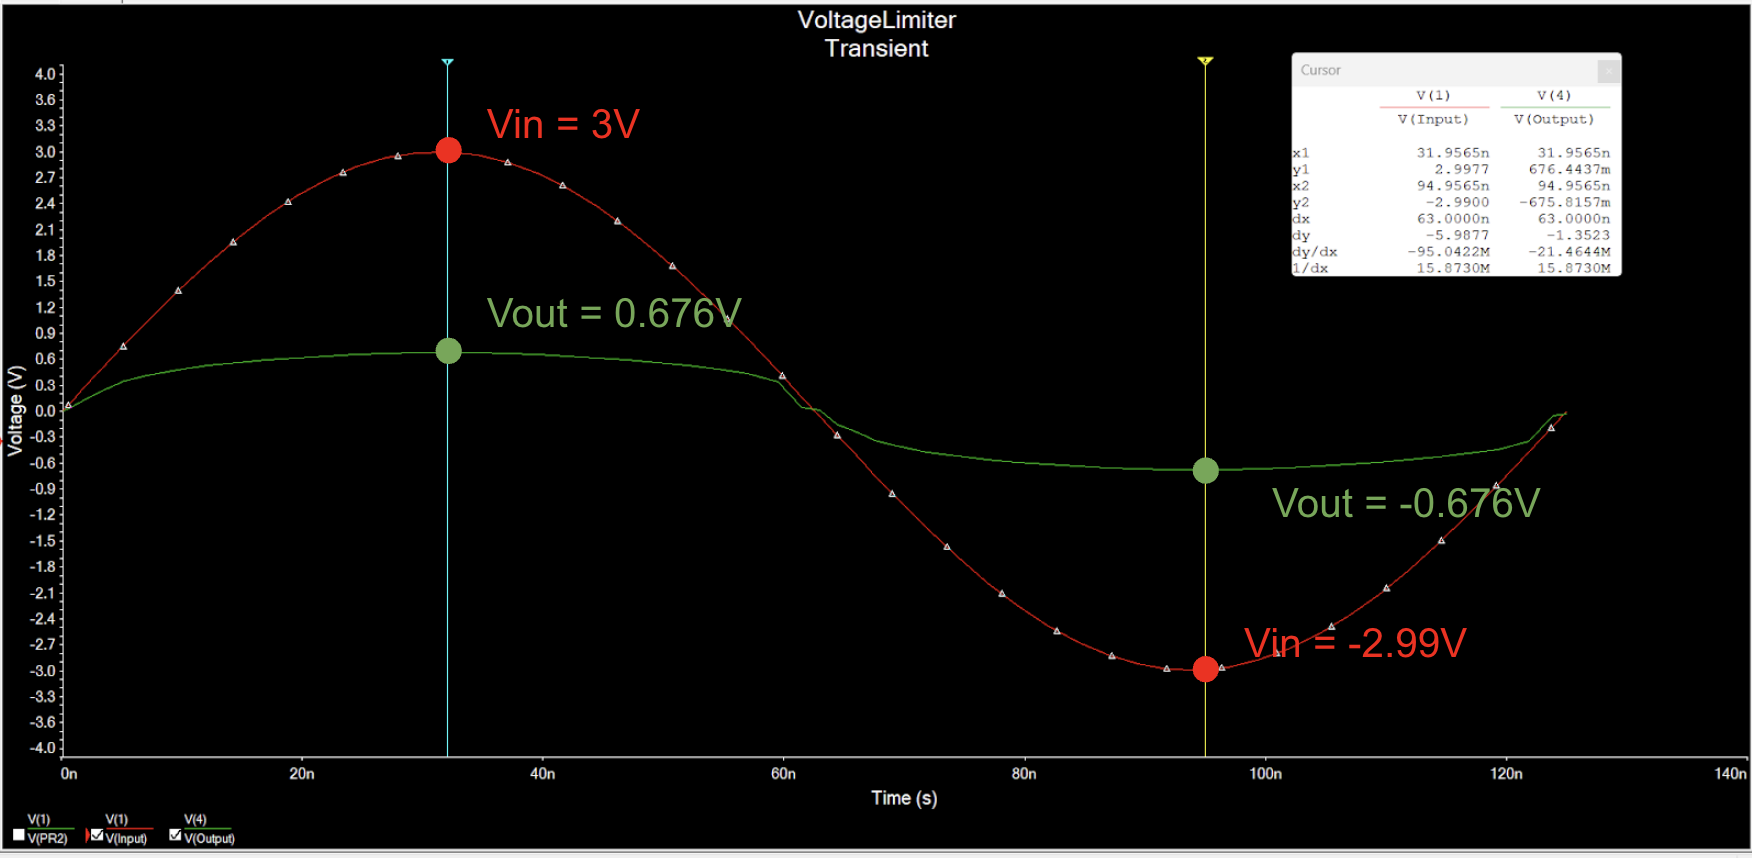 VoltageLimiter
Transient
Cursor
V(1) V(4)
V(Input) V(Output)
x1 31.9565n 31.9565n
y1 2.9977 676.4437m
x2 94.9565n 94.9565n
y2 -2.9900 -675.8157m
dx 63.0000n 63.0000n
dy -5.9877 -1.3523
dy/dx -95.0422M -21.4644M
1/dx 15.8730M 15.8730M
Vin = 3V
Vout = 0.676V
Vout = -0.676V
Vin = -2.99V
Voltage (V)
4.0
3.6
3.3
3.0
2.7
2.4
2.1
1.8
1.5
1.2
0.9
0.6
0.3
0.0
-0.3
-0.6
-0.9
-1.2
-1.5
-1.8
-2.1
-2.4
-2.7
-3.0
-3.3
-3.6
-4.0
0n 20n 40n 60n 80n 100n 120n 140n
Time (s)
V(1) V(1) V(4)
V(PR2) V(Input) V(Output)